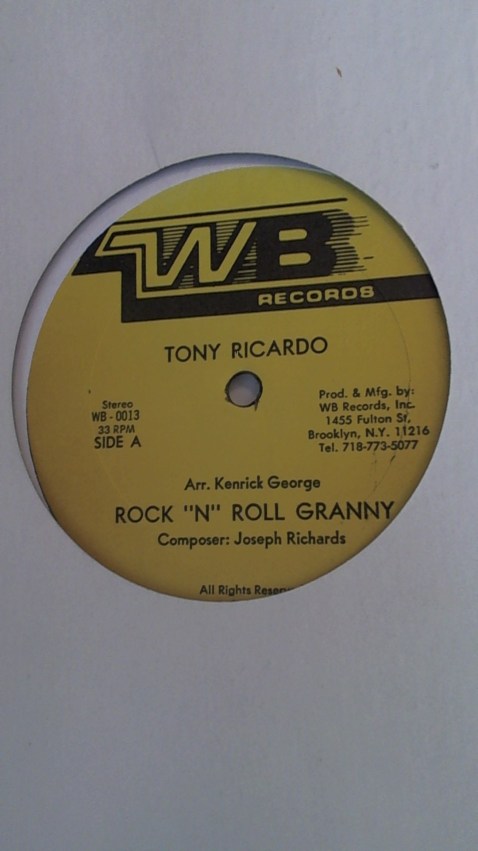 WB
RECORDS
TONY RICARDO
Stereo
WB - 0013
33 RPM
SIDE A
Prod. & Mfg. by:
WB Records, Inc.
1455 Fulton St,
Brooklyn, N.Y. 11216
Tel. 718-773-5077
Arr. Kenrick George
ROCK "N" ROLL GRANNY
Composer: Joseph Richards
All Rights